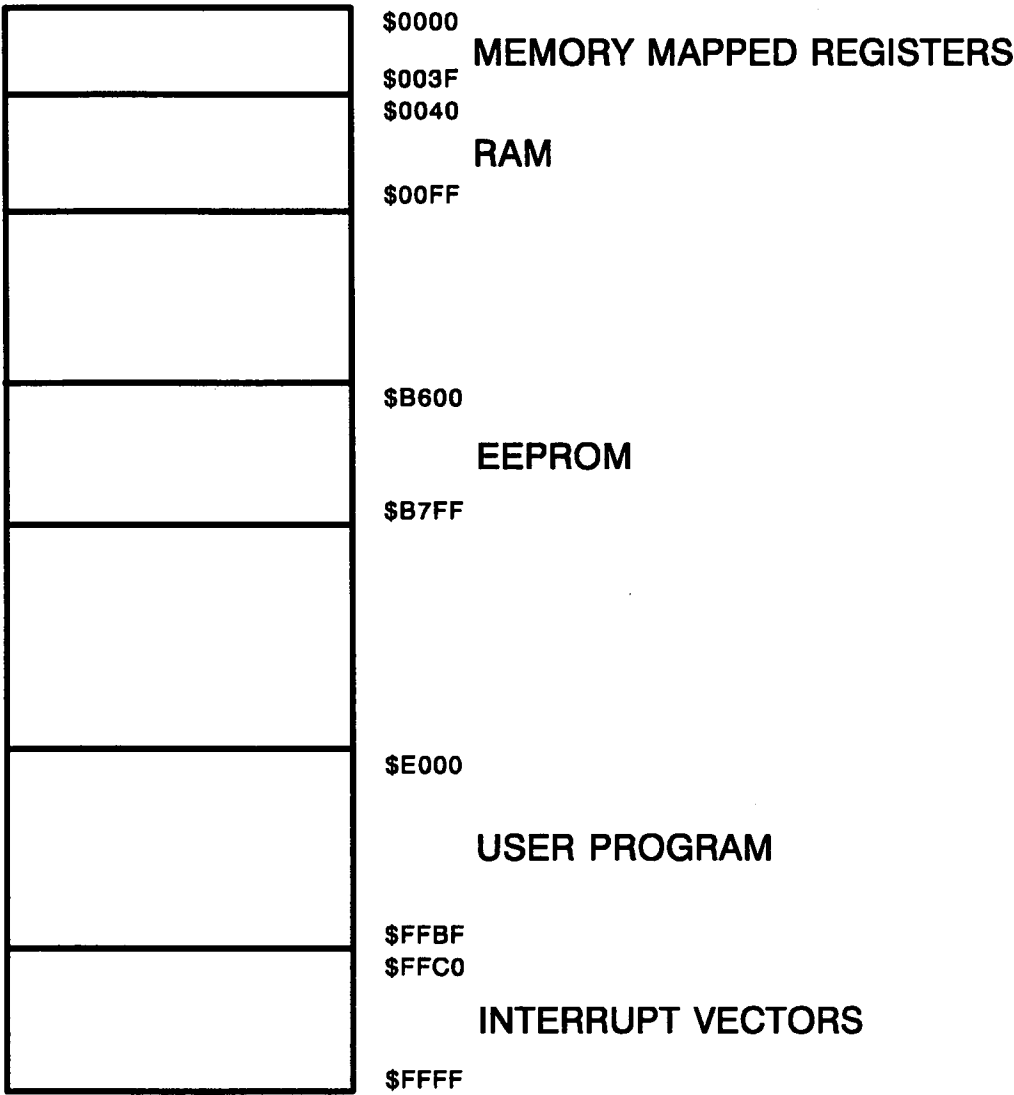 $0000
MEMORY MAPPED REGISTERS
$003F
$0040
RAM
$00FF
$B600
EEPROM
$B7FF
$E000
USER PROGRAM
$FFBF
$FFC0
INTERRUPT VECTORS
$FFFF